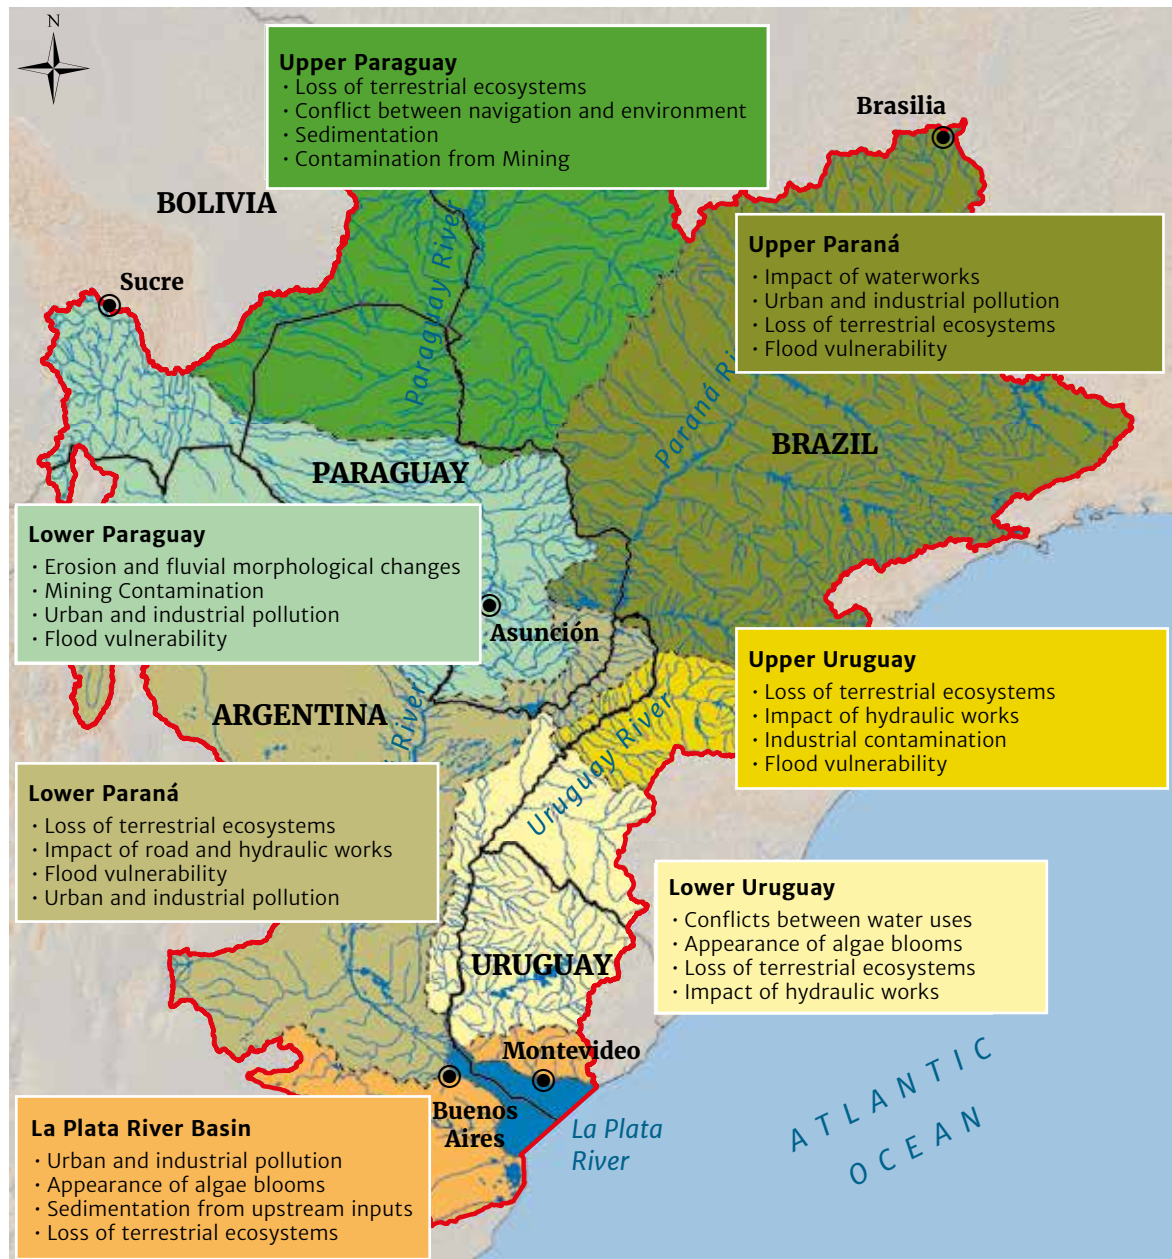 N
Upper Paraguay
· Loss of terrestrial ecosystems
· Conflict between navigation and environment
· Sedimentation
· Contamination from Mining
Brasilia
BOLIVIA
Paraguay River
Upper Paraná
· Impact of waterworks
· Urban and industrial pollution
· Loss of terrestrial ecosystems
· Flood vulnerability
Sucre
Paraná
BRAZIL
PARAGUAY
Lower Paraguay
· Erosion and fluvial morphological changes
· Mining Contamination
· Urban and industrial pollution
· Flood vulnerability
Asunción
Upper Uruguay
· Loss of terrestrial ecosystems
· Impact of hydraulic works
· Industrial contamination
· Flood vulnerability
ARGENTINA
River
Uruguay River
Lower Paraná
· Loss of terrestrial ecosystems
· Impact of road and hydraulic works
· Flood vulnerability
· Urban and industrial pollution
Lower Uruguay
· Conflicts between water uses
· Appearance of algae blooms
· Loss of terrestrial ecosystems
· Impact of hydraulic works
URUGUAY
Montevideo
Buenos
Aires
La Plata
River
ATLANTIC
OCEAN
La Plata River Basin
· Urban and industrial pollution
· Appearance of algae blooms
· Sedimentation from upstream inputs
· Loss of terrestrial ecosystems